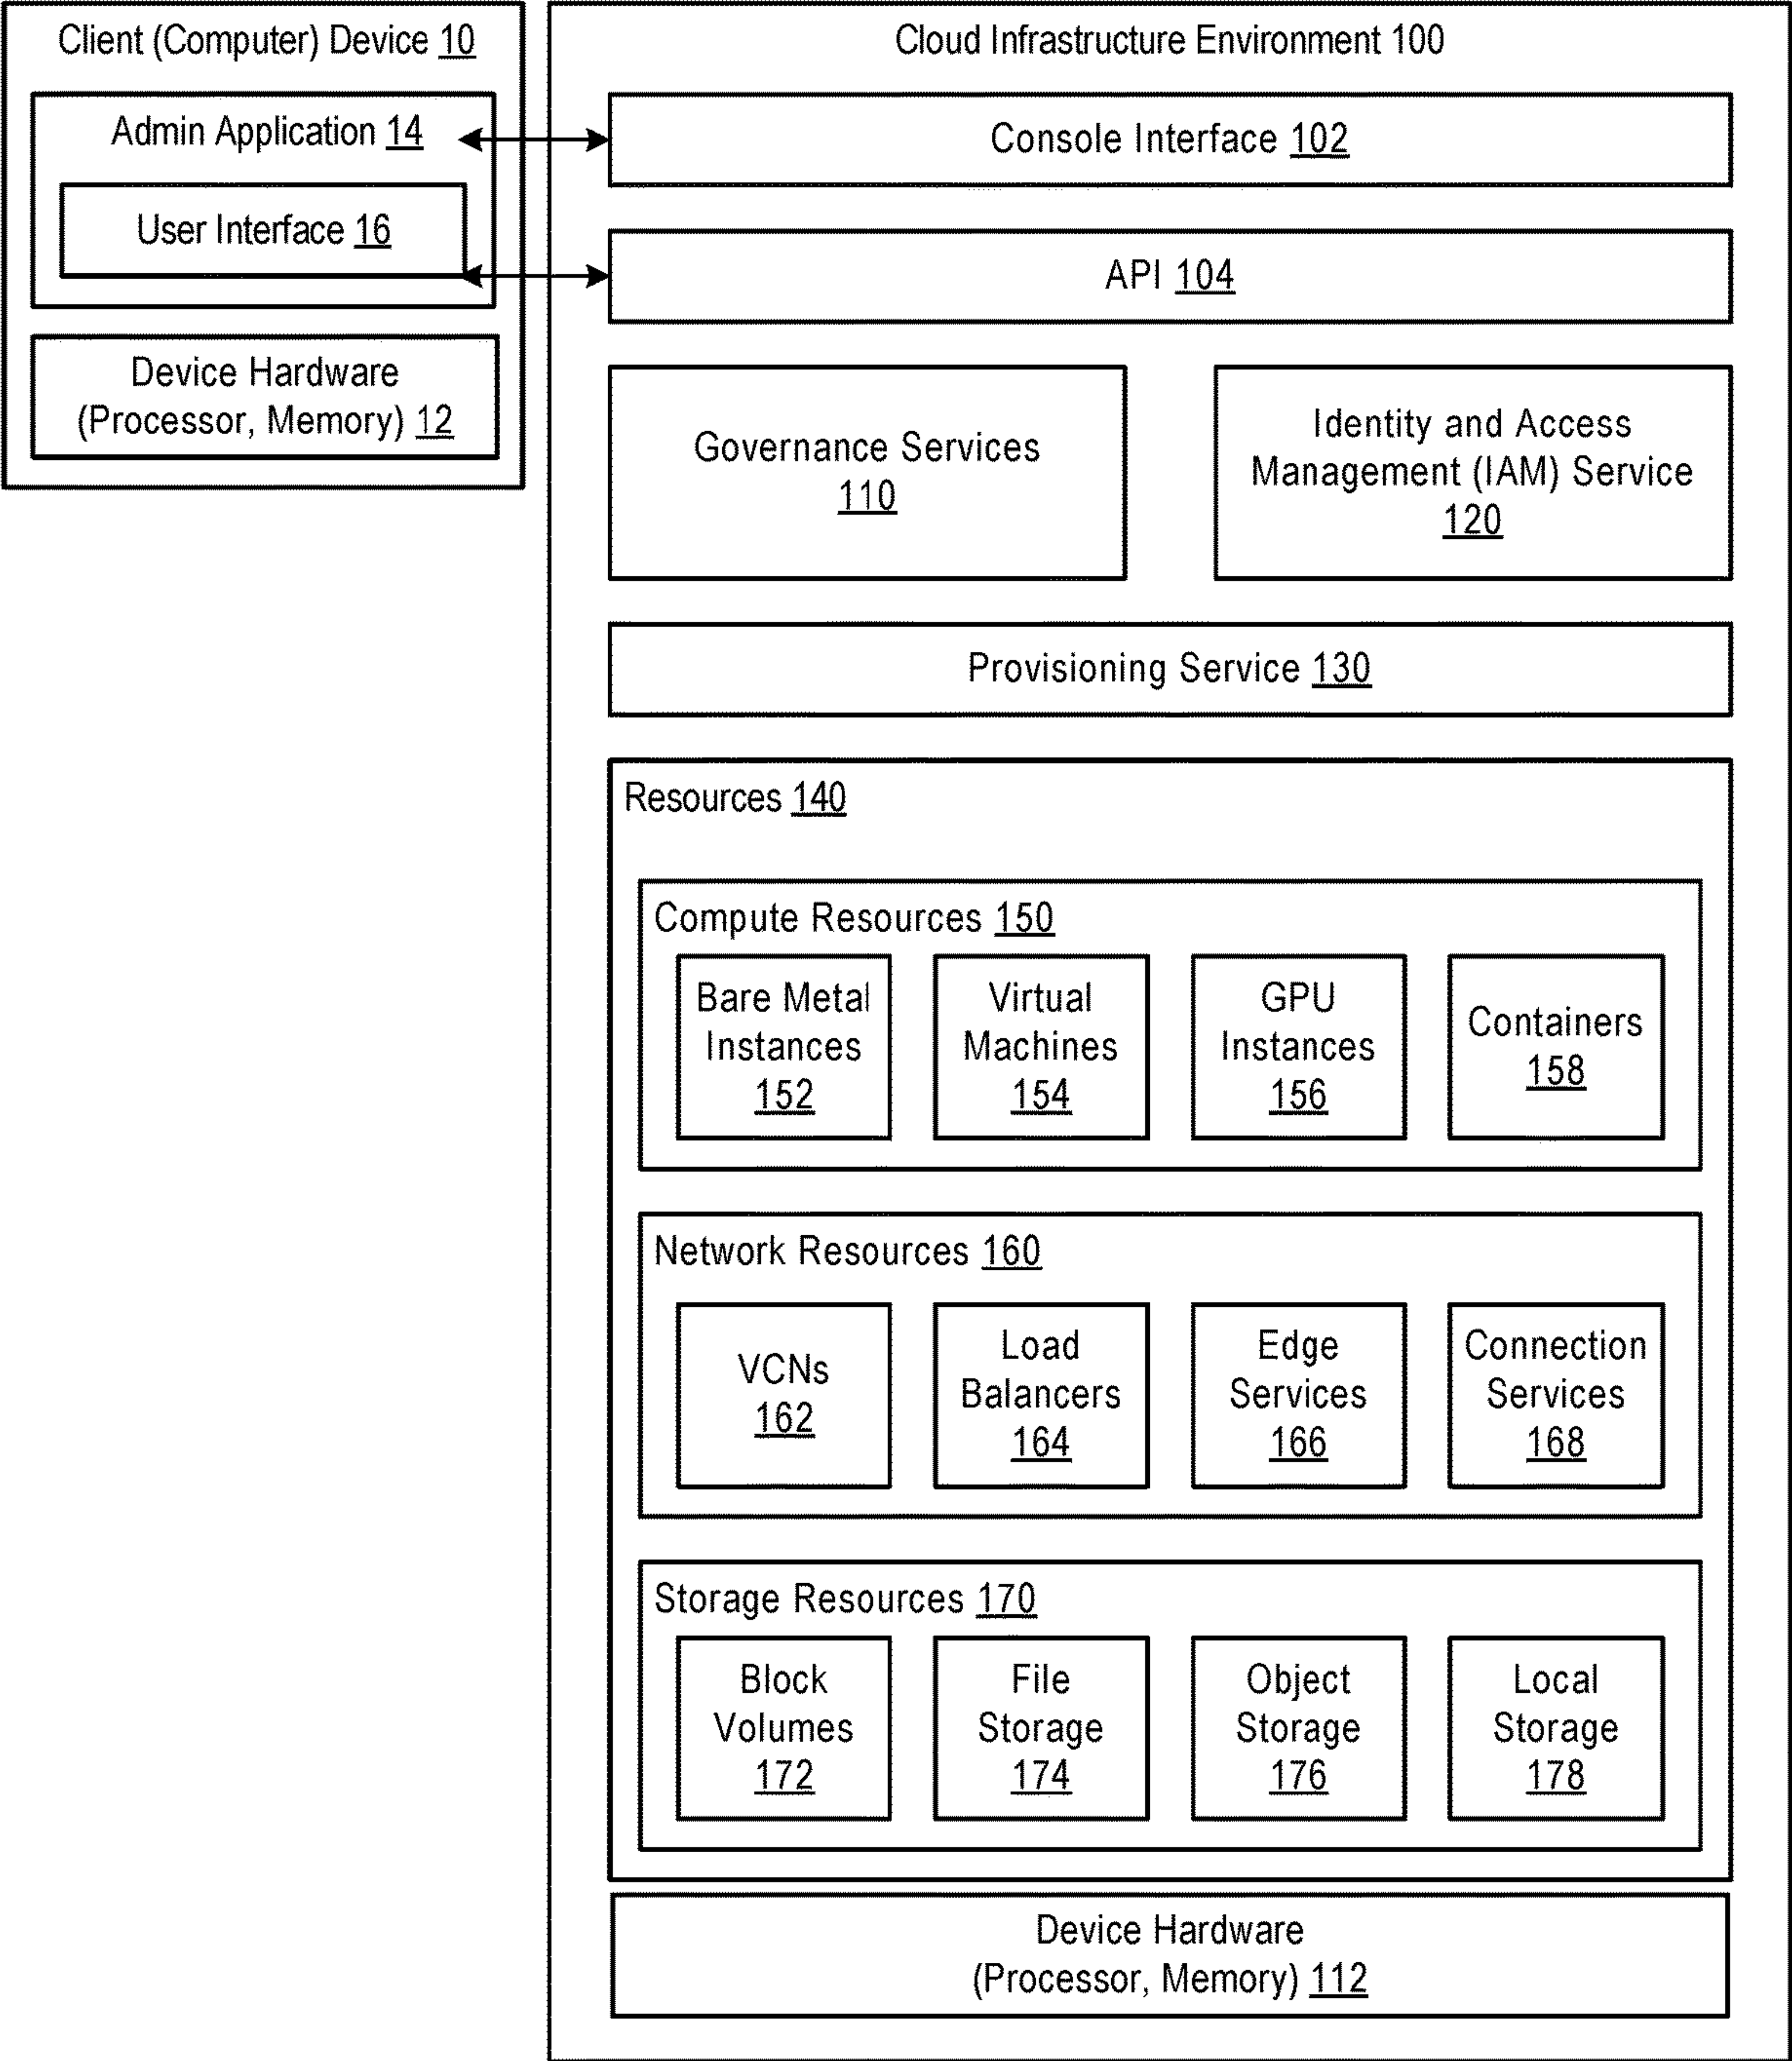 Client (Computer) Device 10
Admin Application 14
User Interface 16
Device Hardware
(Processor, Memory) 12
Cloud Infrastructure Environment 100
Console Interface 102
API 104
Governance Services
110
Identity and Access
Management (IAM) Service
120
Provisioning Service 130
Resources 140
Compute Resources 150
Bare Metal
Instances
152
Virtual
Machines
154
GPU
Instances
156
Containers
158
Network Resources 160
VCNs
162
Load
Balancers
164
Edge
Services
166
Connection
Services
168
Storage Resources 170
Block
Volumes
172
File
Storage
174
Object
Storage
176
Local
Storage
178
Device Hardware
(Processor, Memory) 112